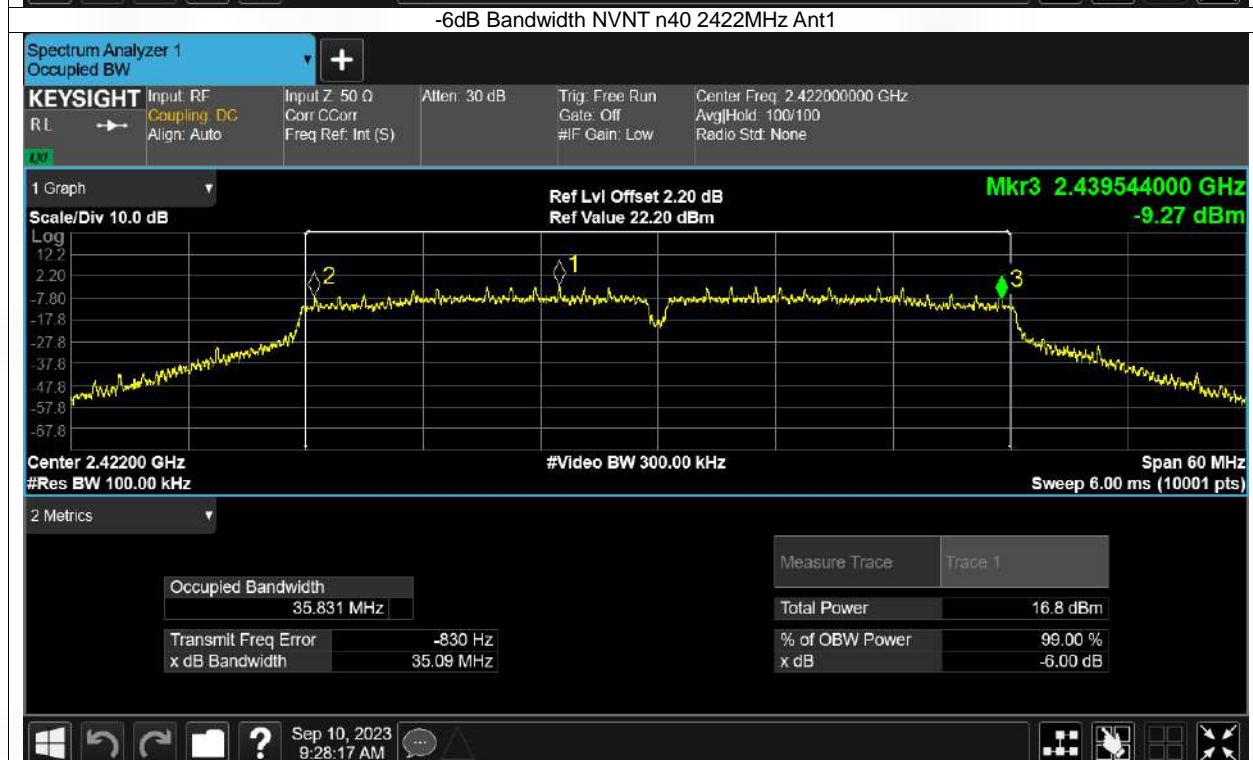 -6dB Bandwidth NVNT n40 2422MHz Ant1
Spectrum Analyzer 1
Occupied BW
+
KEYSIGHT
RL
LXI
Input: RF
Coupling: DC
Align: Auto
Input Z: 50 Ω
Corr CCorr
Freq Ref: Int (S)
Atten: 30 dB
Trig: Free Run
Gate: Off
#IF Gain: Low
Center Freq: 2.422000000 GHz
Avg|Hold: 100/100
Radio Std: None
1 Graph
Scale/Div 10.0 dB
Ref Lvl Offset 2.20 dB
Ref Value 22.20 dBm
Mkr3 2.439544000 GHz
-9.27 dBm
Log
12.2
2.20
-7.80
-17.8
-27.8
-37.8
-47.8
-57.8
-67.8
2
1
3
Center 2.42200 GHz
#Res BW 100.00 kHz
#Video BW 300.00 kHz
Span 60 MHz
Sweep 6.00 ms (10001 pts)
2 Metrics
Measure Trace Trace 1
Occupied Bandwidth
35.831 MHz
Total Power 16.8 dBm
Transmit Freq Error -830 Hz
% of OBW Power 99.00 %
x dB Bandwidth 35.09 MHz
x dB -6.00 dB
?
Sep 10, 2023
9:28:17 AM